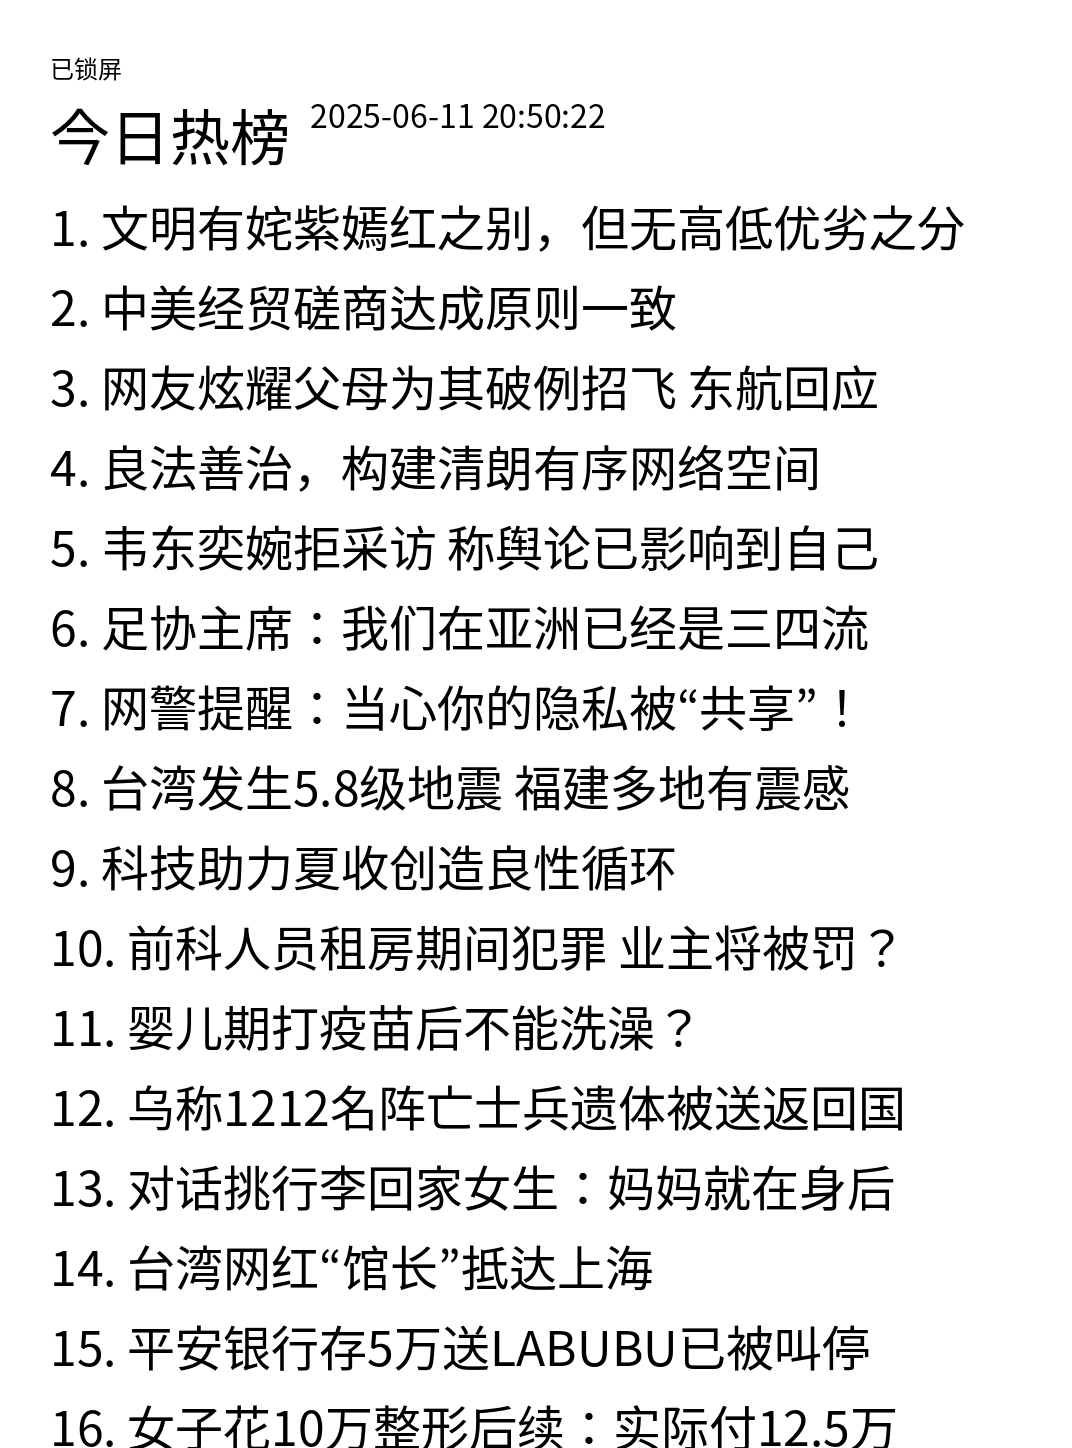 已锁屏
今日热榜 2025-06-11 20:50:22
1. 文明有姹紫嫣红之别，但无高低优劣之分
2. 中美经贸磋商达成原则一致
3. 网友炫耀父母为其破例招飞 东航回应
4. 良法善治，构建清朗有序网络空间
5. 韦东奕婉拒采访 称舆论已影响到自己
6. 足协主席：我们在亚洲已经是三四流
7. 网警提醒：当心你的隐私被“共享”！
8. 台湾发生5.8级地震 福建多地有震感
9. 科技助力夏收创造良性循环
10. 前科人员租房期间犯罪 业主将被罚？
11. 婴儿期打疫苗后不能洗澡？
12. 乌称1212名阵亡士兵遗体被送返回国
13. 对话挑行李回家女生：妈妈就在身后
14. 台湾网红“馆长”抵达上海
15. 平安银行存5万送LABUBU已被叫停
16. 女子花10万整形后续：实际付12.5万